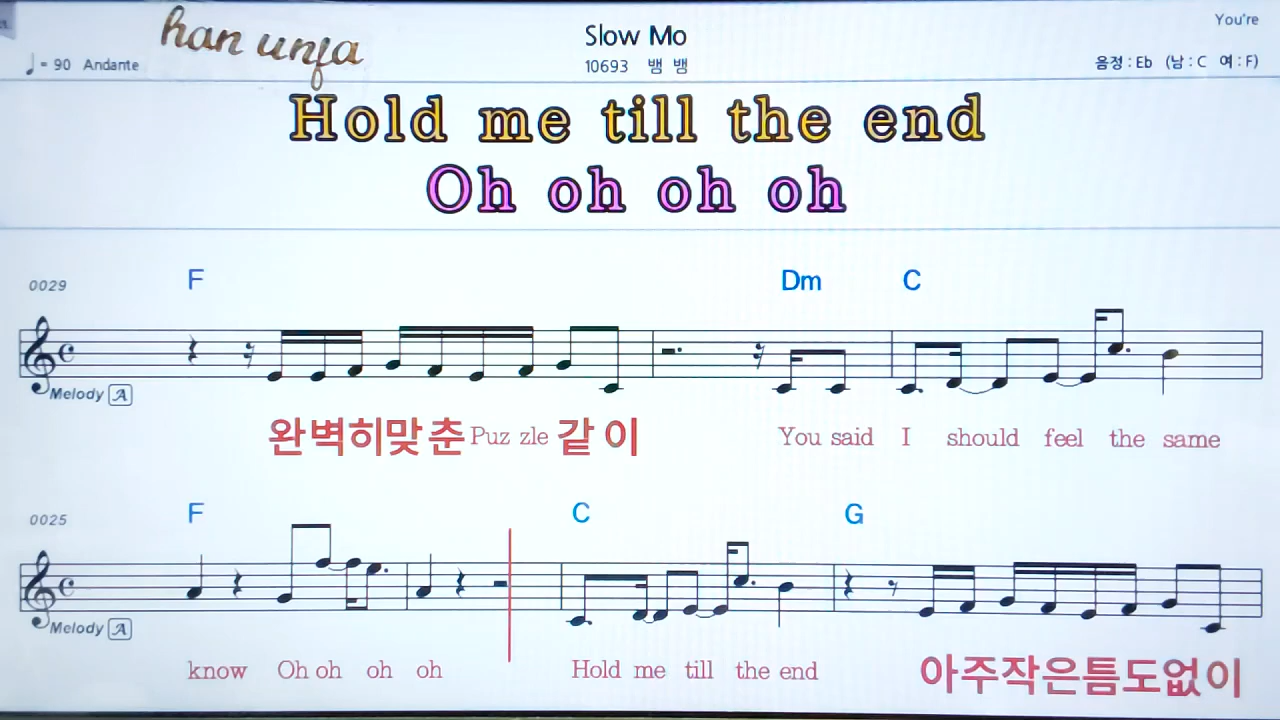 han unfa
Slow Mo
You're
♩= 90 Andante
10693 뱀 뱀
음정 : Eb (남 : C 여 : F)
Hold me till the end
Oh oh oh oh
0029 F Dm C
Melody A
완벽히맞춘 Puz zle 같이 You said I should feel the same
0025 F C G
Melody A
know Oh oh oh oh Hold me till the end 아주작은틈도없이